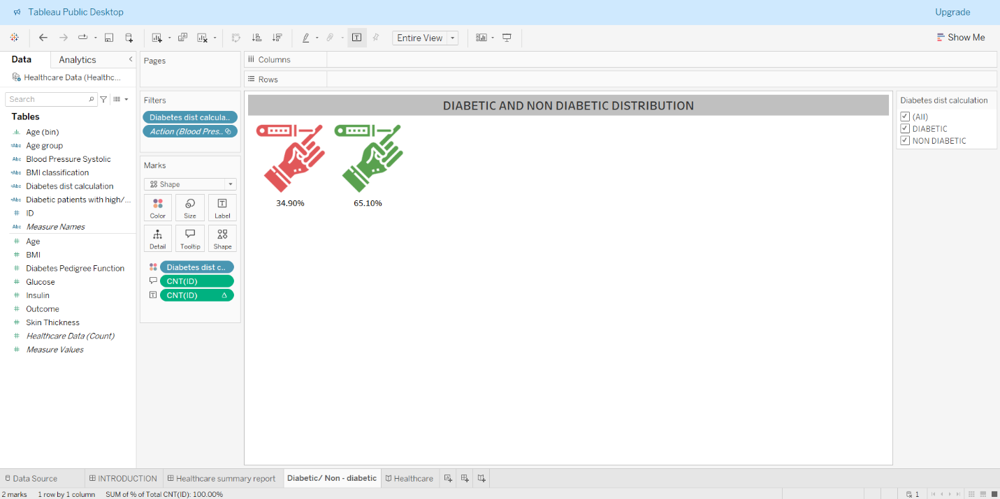 Tableau Public Desktop
Upgrade
Entire View
Show Me
Data
Analytics
Pages
Columns
Rows
Healthcare Data (Healthc...
Search
Tables
Age (bin)
Age group
Blood Pressure Systolic
BMI classification
Diabetes dist calculation
Diabetic patients with high/...
ID
Measure Names
Age
BMI
Diabetes Pedigree Function
Glucose
Insulin
Outcome
Skin Thickness
Healthcare Data (Count)
Measure Values
Filters
Diabetes dist calcula..
Action (Blood Pres..
Marks
Shape
Color
Size
Label
Detail
Tooltip
Shape
Diabetes dist c..
CNT(ID)
CNT(ID)
DIABETIC AND NON DIABETIC DISTRIBUTION
34.90%
65.10%
Diabetes dist calculation
(All)
DIABETIC
NON DIABETIC
Data Source
INTRODUCTION
Healthcare summary report
Diabetic/ Non - diabetic
Healthcare
2 marks
1 row by 1 column
SUM of % of Total CNT(ID): 100.00%
1